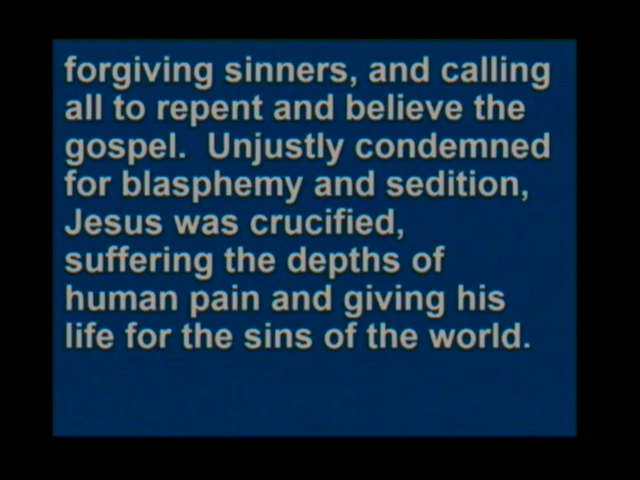 forgiving sinners, and calling
all to repent and believe the
gospel.  Unjustly condemned
for blasphemy and sedition,
Jesus was crucified,
suffering the depths of
human pain and giving his
life for the sins of the world.